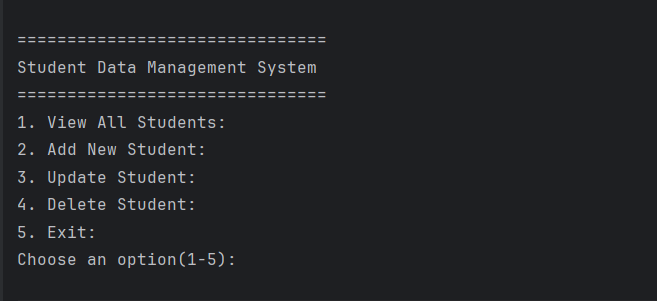 ===============================
Student Data Management System
===============================
1. View All Students:
2. Add New Student:
3. Update Student:
4. Delete Student:
5. Exit:
Choose an option(1-5):